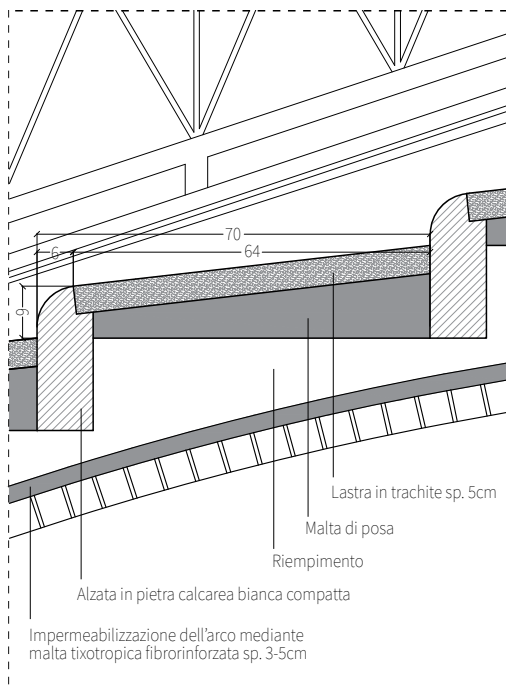 70
6
64
9
Lastra in trachite sp. 5cm
Malta di posa
Riempimento
Alzata in pietra calcarea bianca compatta
Impermeabilizzazione dell'arco mediante
malta tixotropica fibrorinforzata sp. 3-5cm